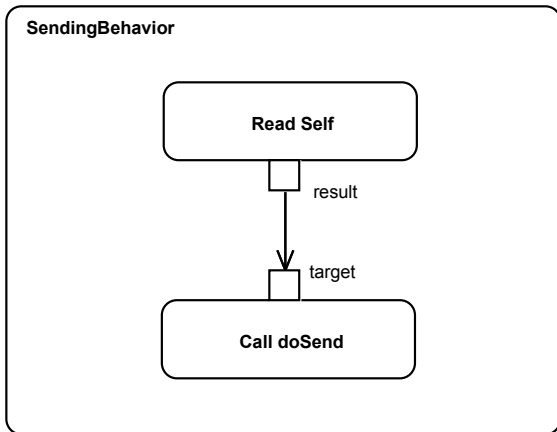 SendingBehavior
Read Self
result
target
Call doSend